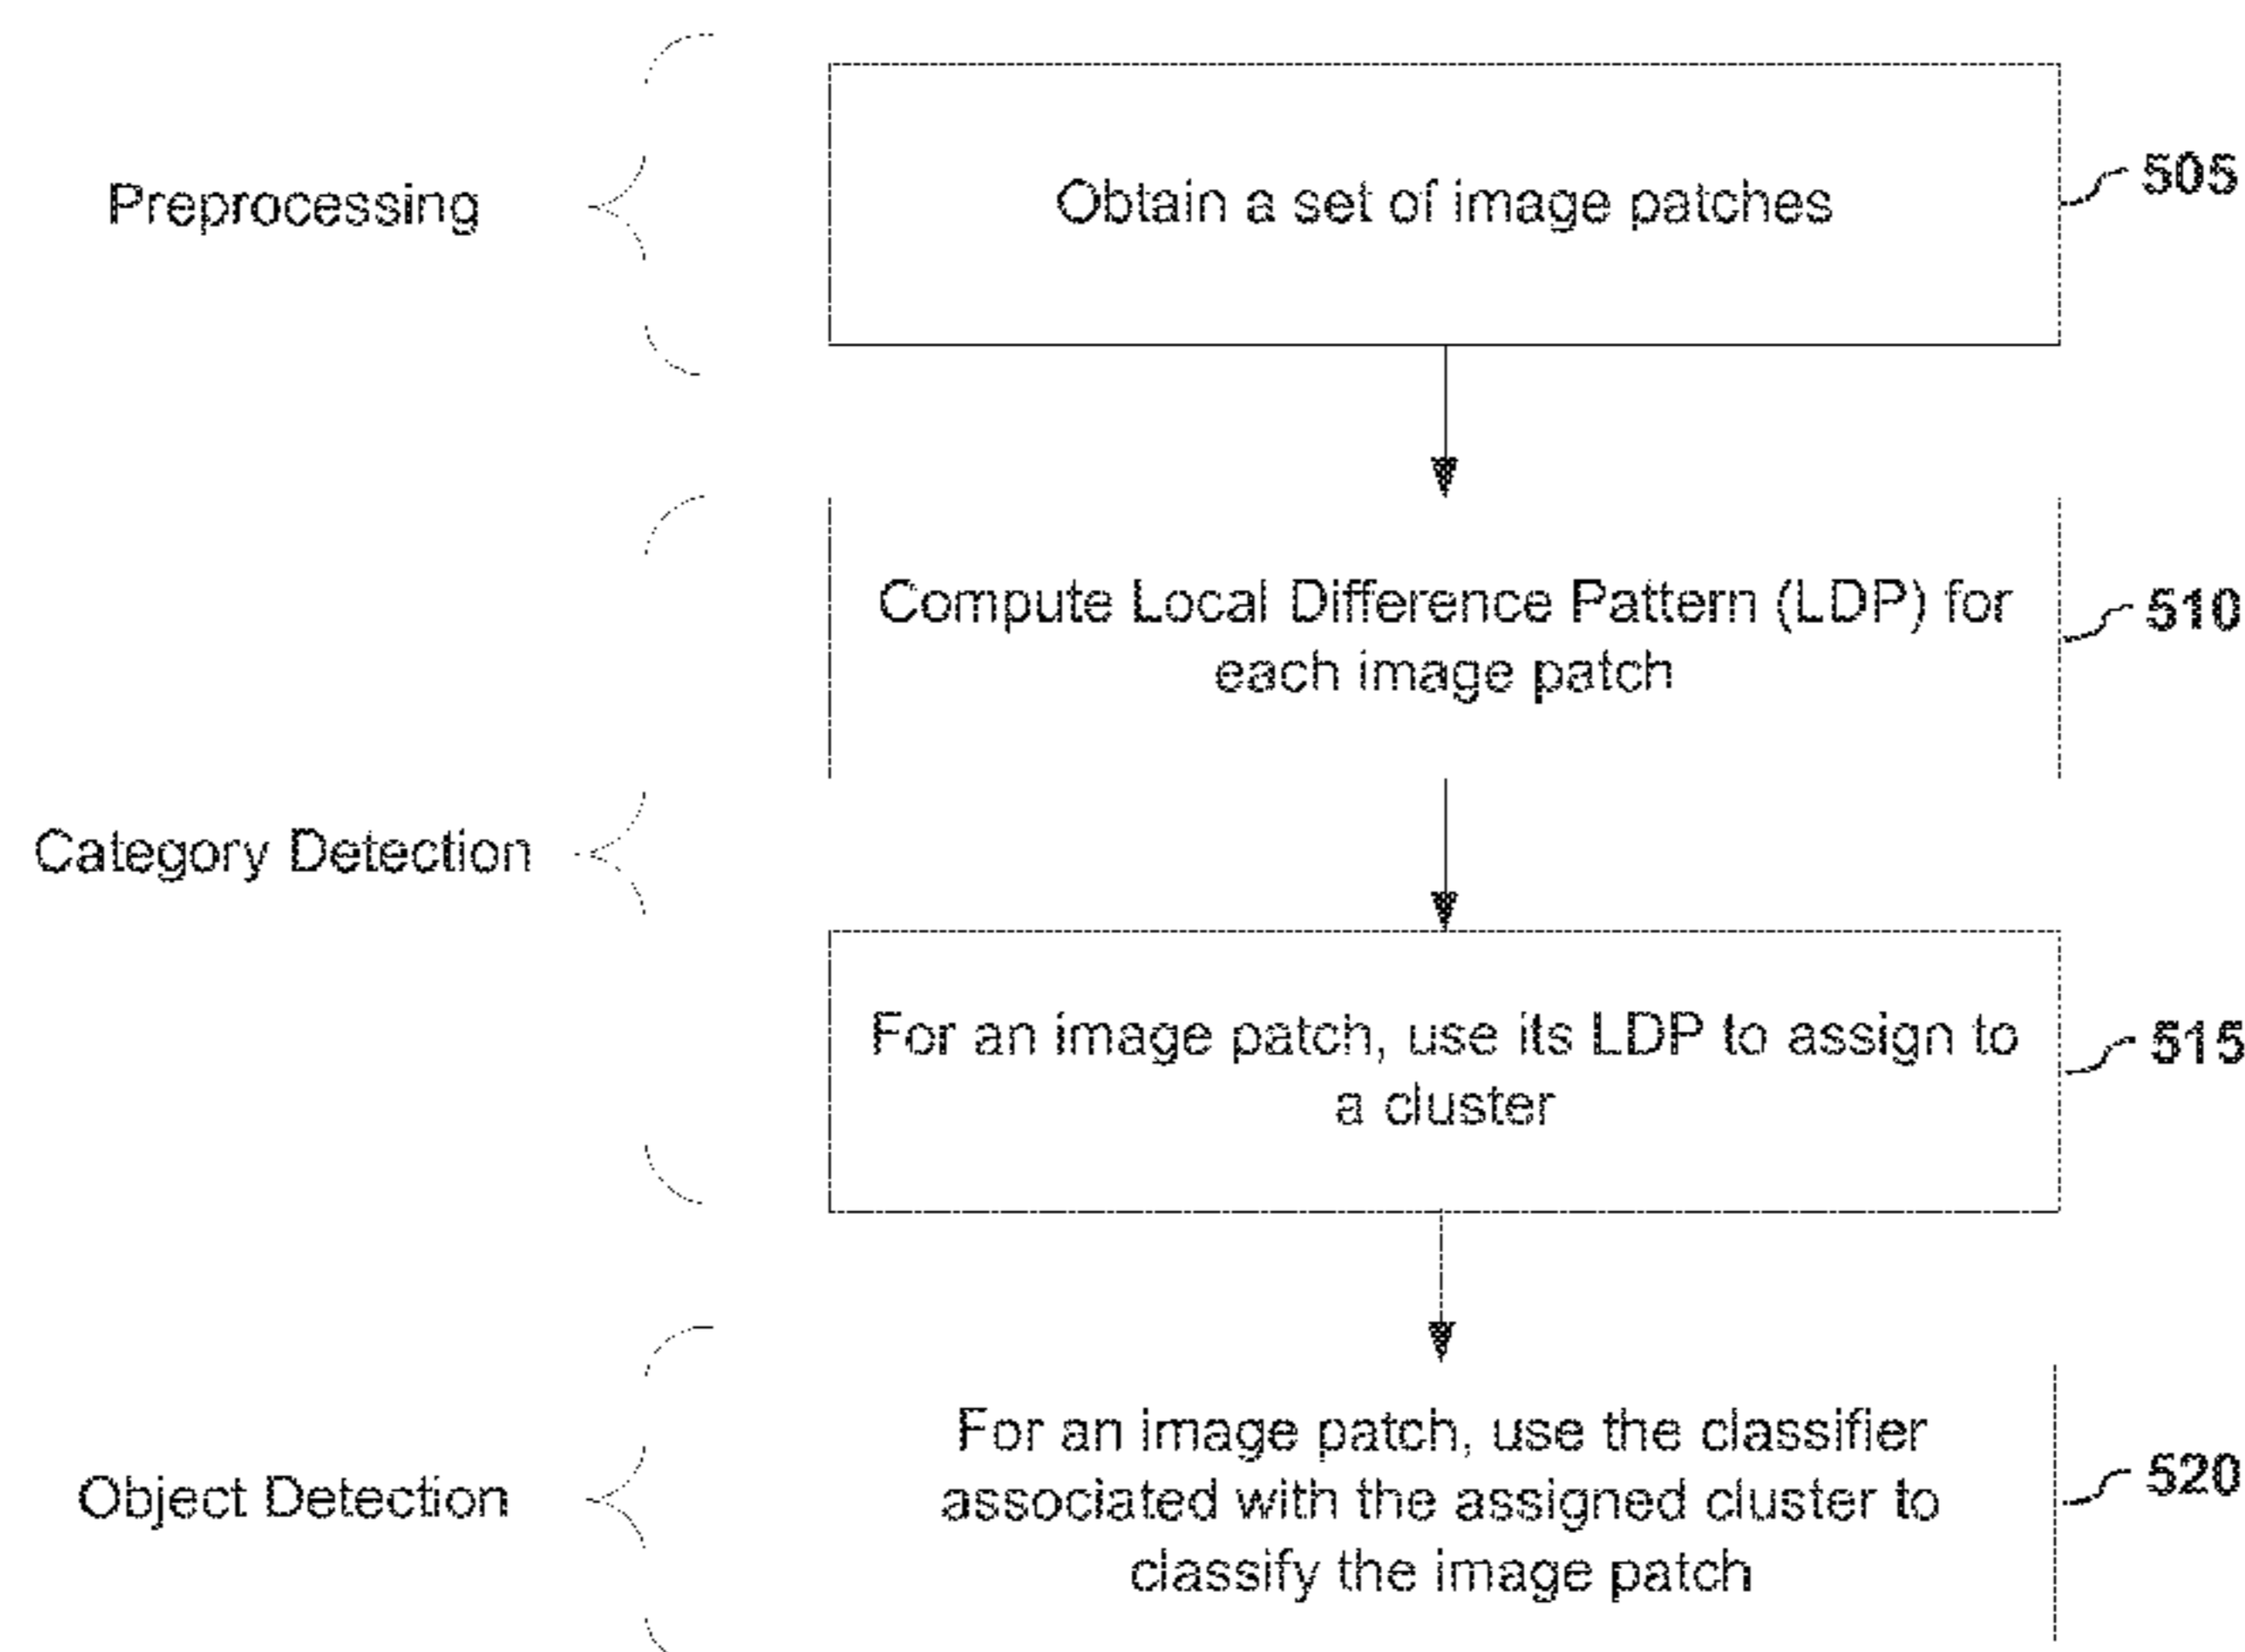 Preprocessing
Obtain a set of image patches
505
Compute Local Difference Pattern (LDP) for
each image patch
510
Category Detection
For an image patch, use its LDP to assign to
a cluster
515
Object Detection
For an image patch, use the classifier
associated with the assigned cluster to
classify the image patch
520